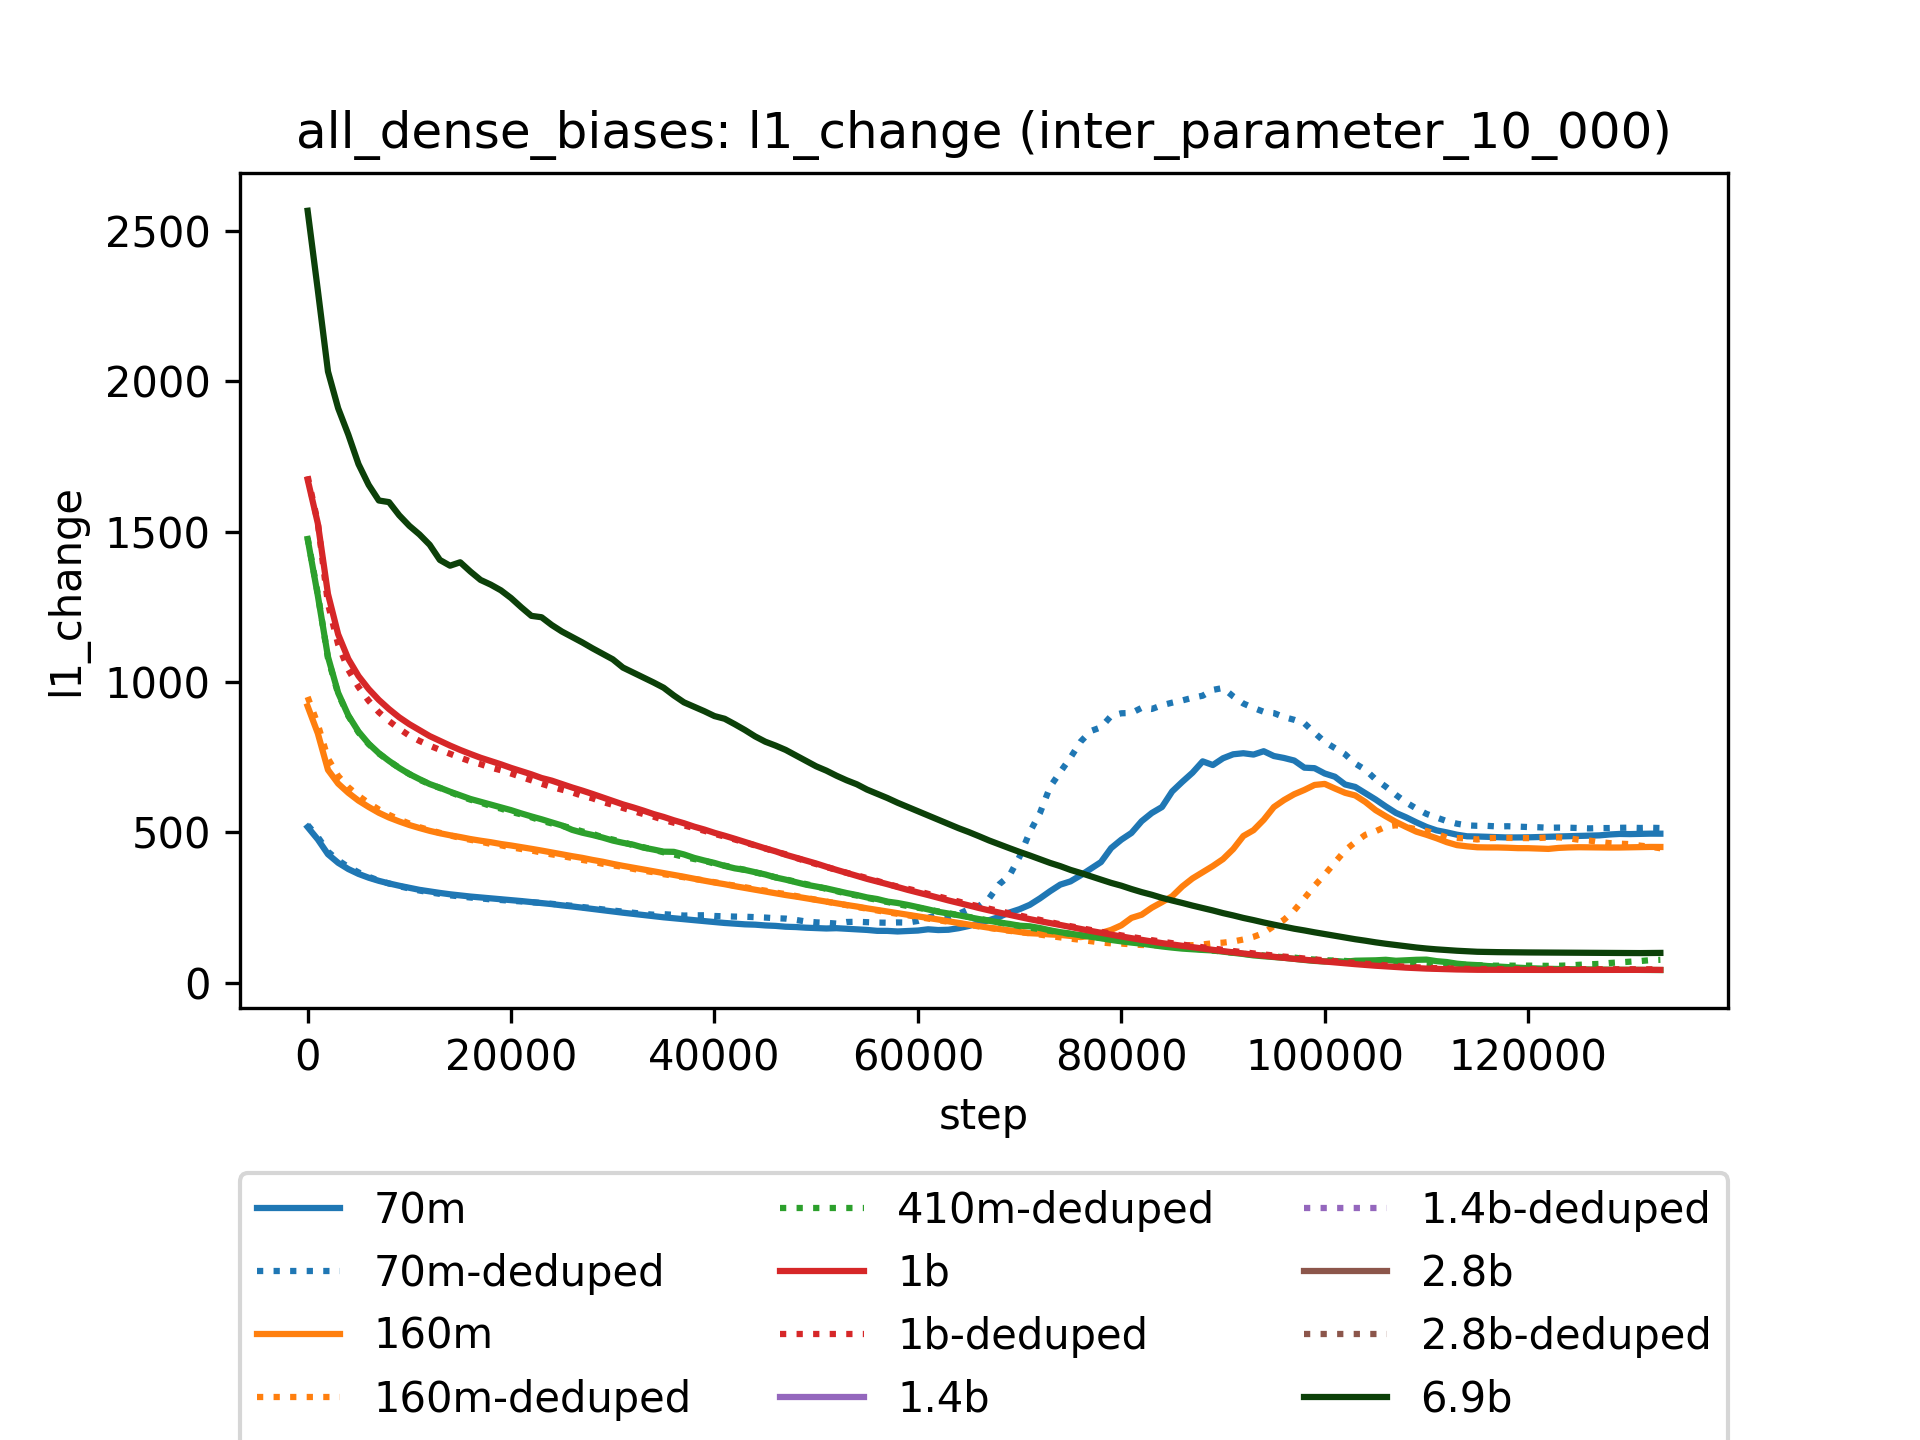 all_dense_biases: l1_change (inter_parameter_10_000)
2500
2000
1500
1000
500
0
l1_change
0 20000 40000 60000 80000 100000 120000
step
70m 410m-deduped 1.4b-deduped
70m-deduped 1b 2.8b
160m 1b-deduped 2.8b-deduped
160m-deduped 1.4b 6.9b